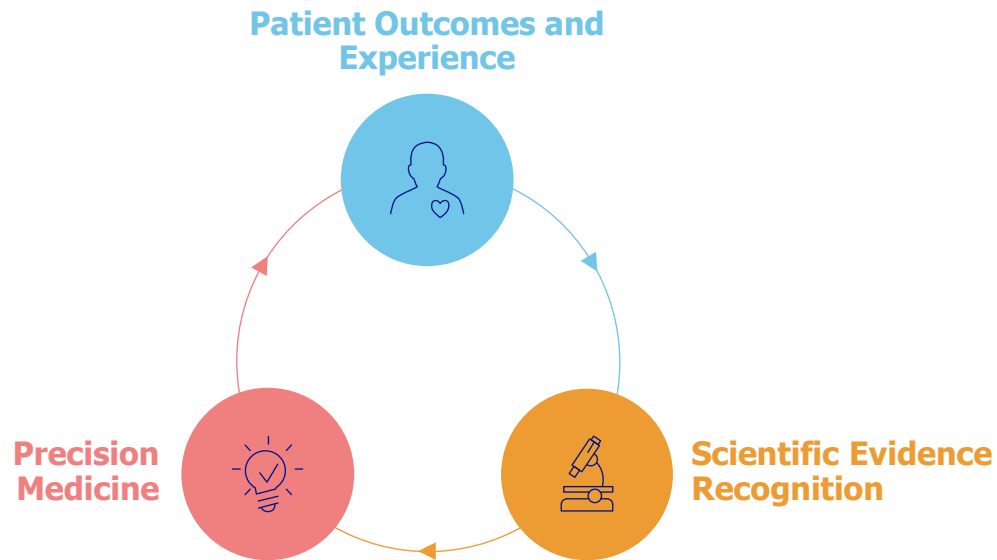 Patient Outcomes and
Experience
Precision
Medicine
Scientific Evidence
Recognition